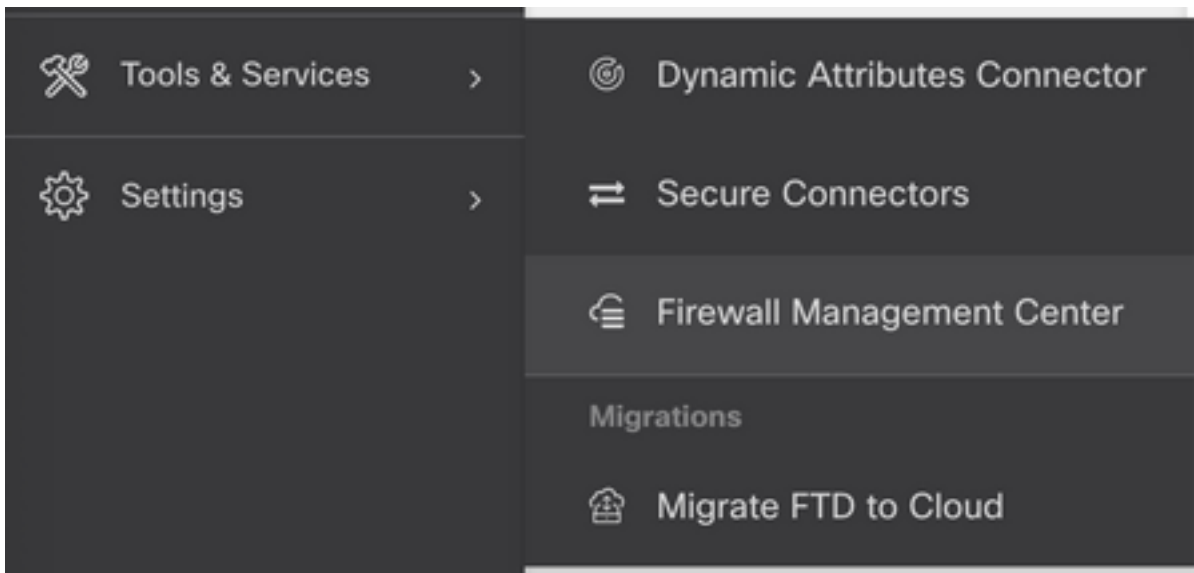 Tools & Services
Settings
Dynamic Attributes Connector
Secure Connectors
Firewall Management Center
Migrations
Migrate FTD to Cloud